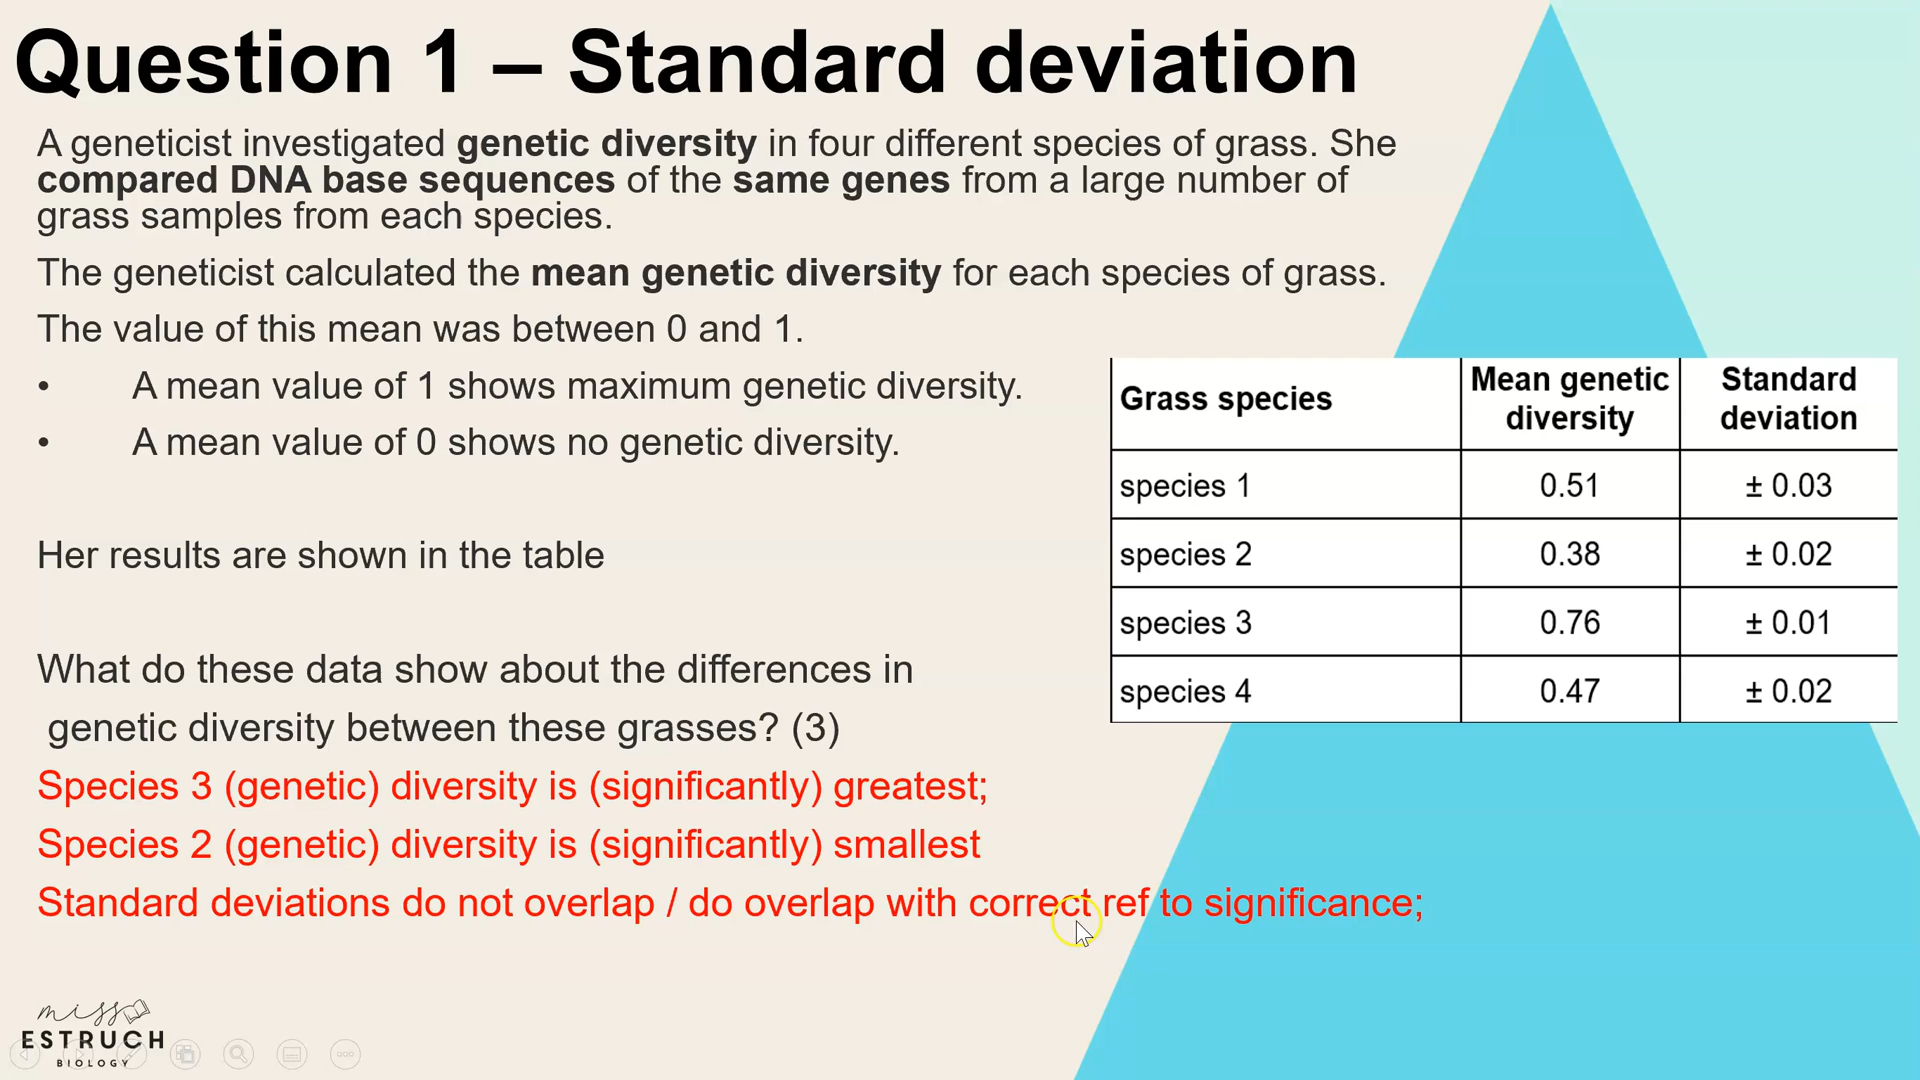 Question 1 – Standard deviation
A geneticist investigated genetic diversity in four different species of grass. She
compared DNA base sequences of the same genes from a large number of
grass samples from each species.
The geneticist calculated the mean genetic diversity for each species of grass.
The value of this mean was between 0 and 1.
• A mean value of 1 shows maximum genetic diversity.
• A mean value of 0 shows no genetic diversity.
Her results are shown in the table
Grass species Mean genetic diversity Standard deviation
species 1 0.51 ± 0.03
species 2 0.38 ± 0.02
species 3 0.76 ± 0.01
species 4 0.47 ± 0.02
What do these data show about the differences in
genetic diversity between these grasses? (3)
Species 3 (genetic) diversity is (significantly) greatest;
Species 2 (genetic) diversity is (significantly) smallest
Standard deviations do not overlap / do overlap with correct ref to significance;
miss
ESTRUCH
BIOLOGY